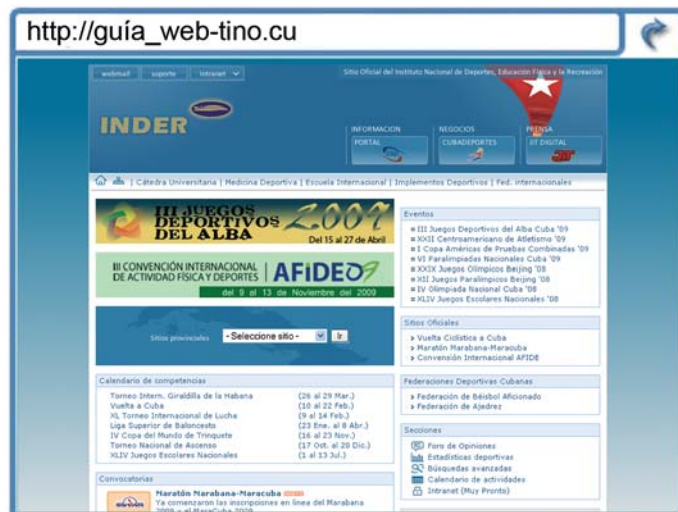 http://guía_web-tino.cu
webmail soporte intranet
Sitio Oficial del Instituto Nacional de Deportes, Educación Física y la Recreación
INDER
INFORMACION NEGOCIOS PRENSA
PORTAL CUBADEPORTES JIT DIGITAL
| Cátedra Universitaria | Medicina Deportiva | Escuela Internacional | Implementos Deportivos | Fed. internacionales
III JUEGOS
DEPORTIVOS
DEL ALBA
2009
Del 15 al 27 de Abril
III CONVENCIÓN INTERNACIONAL
DE ACTIVIDAD FÍSICA Y DEPORTES
AFIDE09
del 9 al 13 de Noviembre del 2009
Sitios provinciales - Seleccione sitio - Ir
Calendario de competencias
Torneo Intern. Giraldilla de la Habana (26 al 29 Mar.)
Vuelta a Cuba (10 al 22 Feb.)
XL Torneo Internacional de Lucha (9 al 14 Feb.)
Liga Superior de Baloncesto (23 Ene. al 8 Abr.)
IV Copa del Mundo de Trinquete (16 al 23 Nov.)
Torneo Nacional de Ascenso (17 Oct. al 20 Dic.)
XLIV Juegos Escolares Nacionales (1 al 13 Jul.)
Convocatorias
Maratón Marabana-Maracuba
Ya comenzaron las inscripciones en línea del Marabana
2009 y el MaraCuba 2009
Eventos
III Juegos Deportivos del Alba Cuba '09
XXII Centroamericano de Atletismo '09
I Copa Américas de Pruebas Combinadas '09
VI Paralimpiadas Nacionales Cuba '09
XXIX Juegos Olímpicos Beijing '08
XII Juegos Paralímpicos Beijing '08
IV Olimpiada Nacional Cuba '08
XLIV Juegos Escolares Nacionales '08
Sitios Oficiales
Vuelta Ciclística a Cuba
Maratón Marabana-Maracuba
Convención Internacional AFIDE
Federaciones Deportivas Cubanas
Federación de Béisbol Aficionado
Federación de Ajedrez
Secciones
Foro de Opiniones
Estadísticas deportivas
Búsquedas avanzadas
Calendario de actividades
Intranet (Muy Pronto)